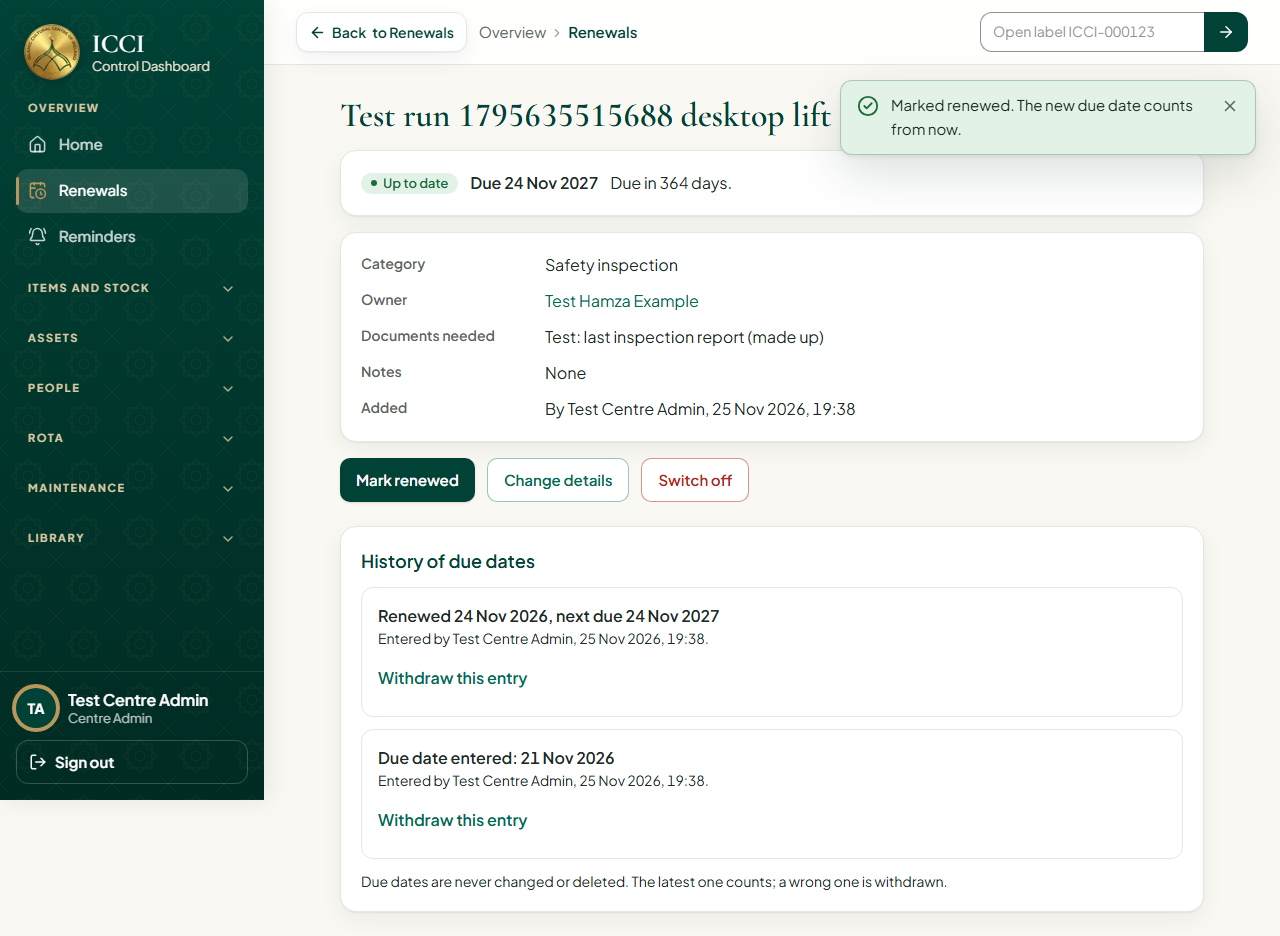 ICCI
Control Dashboard
OVERVIEW
Home
Renewals
Reminders
ITEMS AND STOCK
ASSETS
PEOPLE
ROTA
MAINTENANCE
LIBRARY
TA
Test Centre Admin
Centre Admin
Sign out
Back to Renewals
Overview › Renewals
Open label ICCI-000123
Test run 1795635515688 desktop lift
Marked renewed. The new due date counts
from now.
Up to date Due 24 Nov 2027 Due in 364 days.
Category Safety inspection
Owner Test Hamza Example
Documents needed Test: last inspection report (made up)
Notes None
Added By Test Centre Admin, 25 Nov 2026, 19:38
Mark renewed Change details Switch off
History of due dates
Renewed 24 Nov 2026, next due 24 Nov 2027
Entered by Test Centre Admin, 25 Nov 2026, 19:38.
Withdraw this entry
Due date entered: 21 Nov 2026
Entered by Test Centre Admin, 25 Nov 2026, 19:38.
Withdraw this entry
Due dates are never changed or deleted. The latest one counts; a wrong one is withdrawn.